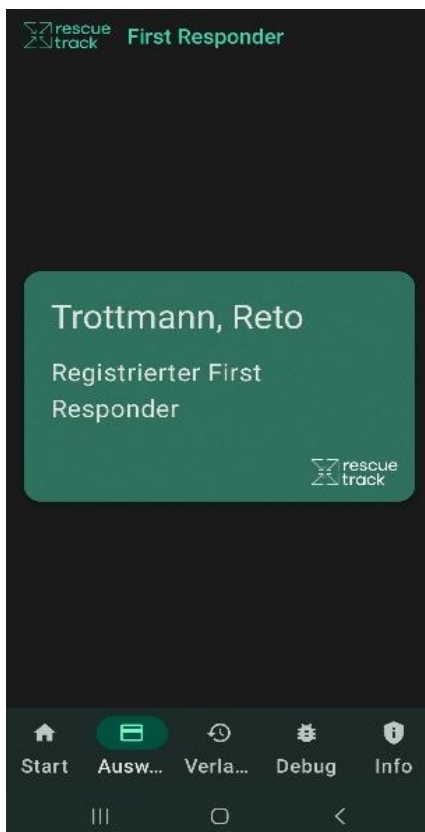 rescue
track
First Responder
Trottmann, Reto
Registrierter First
Responder
rescue
track
Start Ausw... Verla... Debug Info